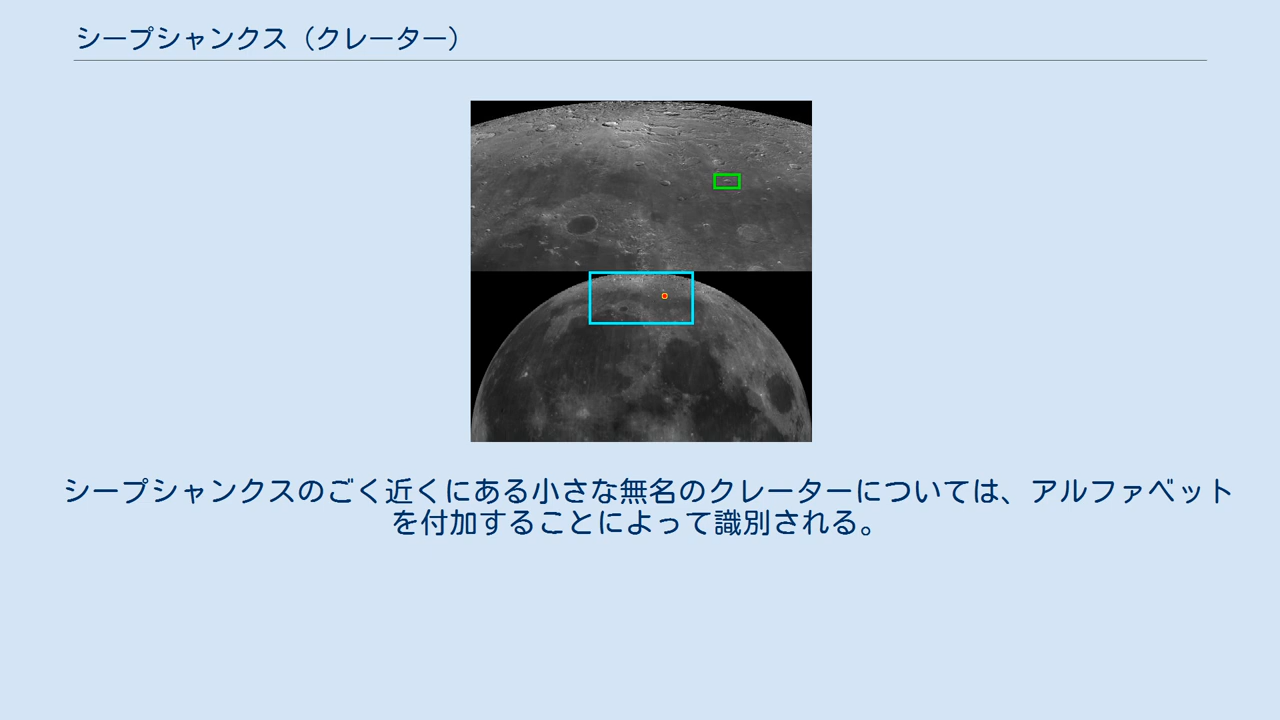 シープシャンクス（クレーター）
シープシャンクスのごく近くにある小さな無名のクレーターについては、アルファベット
を付加することによって識別される。